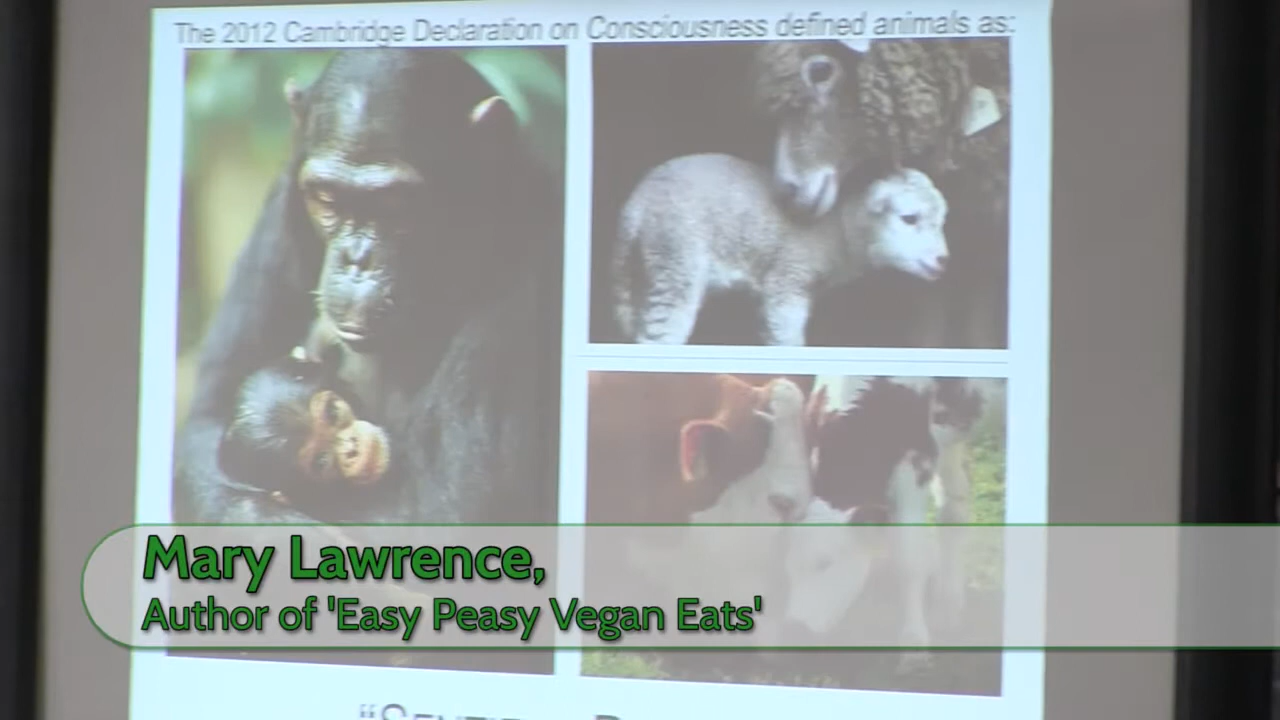 The 2012 Cambridge Declaration on Consciousness defined animals as:
Mary Lawrence,
Author of 'Easy Peasy Vegan Eats'